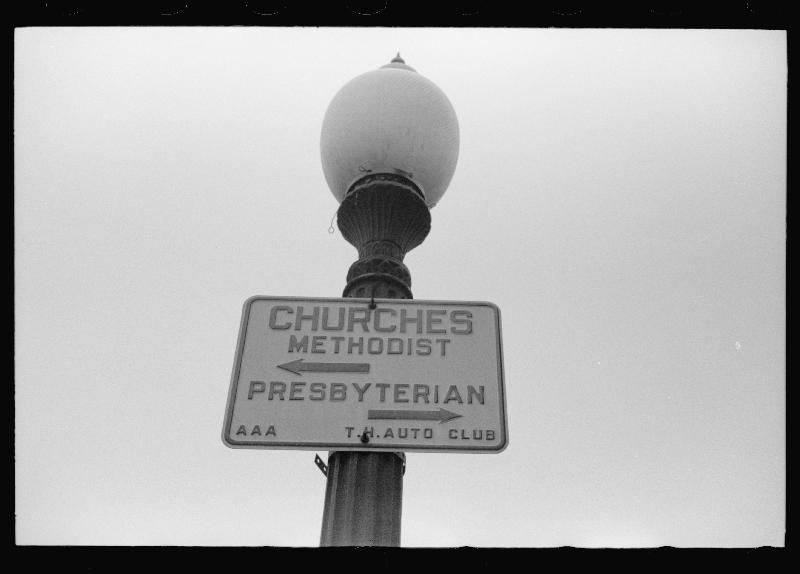 CHURCHES
METHODIST
PRESBYTERIAN
AAA T.H. AUTO CLUB